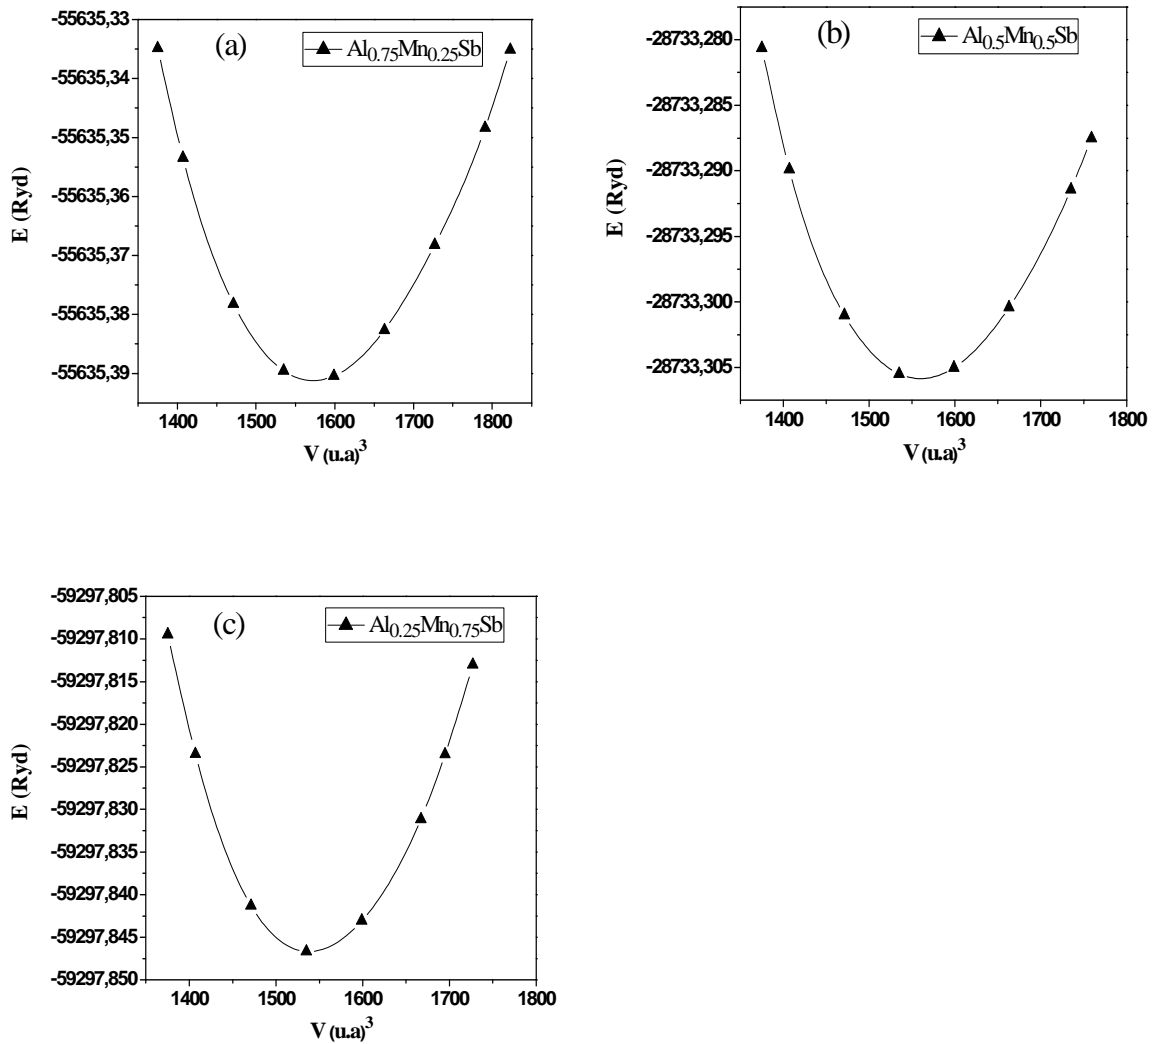 (a)
Al0.75Mn0.25Sb
-55635,33
-55635,34
-55635,35
-55635,36
-55635,37
-55635,38
-55635,39
E (Ryd)
1400 1500 1600 1700 1800
V (u.a)^3
(b)
Al0.5Mn0.5Sb
-28733,280
-28733,285
-28733,290
-28733,295
-28733,300
-28733,305
E (Ryd)
1400 1500 1600 1700 1800
V (u.a)^3
(c)
Al0.25Mn0.75Sb
-59297,805
-59297,810
-59297,815
-59297,820
-59297,825
-59297,830
-59297,835
-59297,840
-59297,845
-59297,850
E (Ryd)
1400 1500 1600 1700 1800
V (u.a)^3